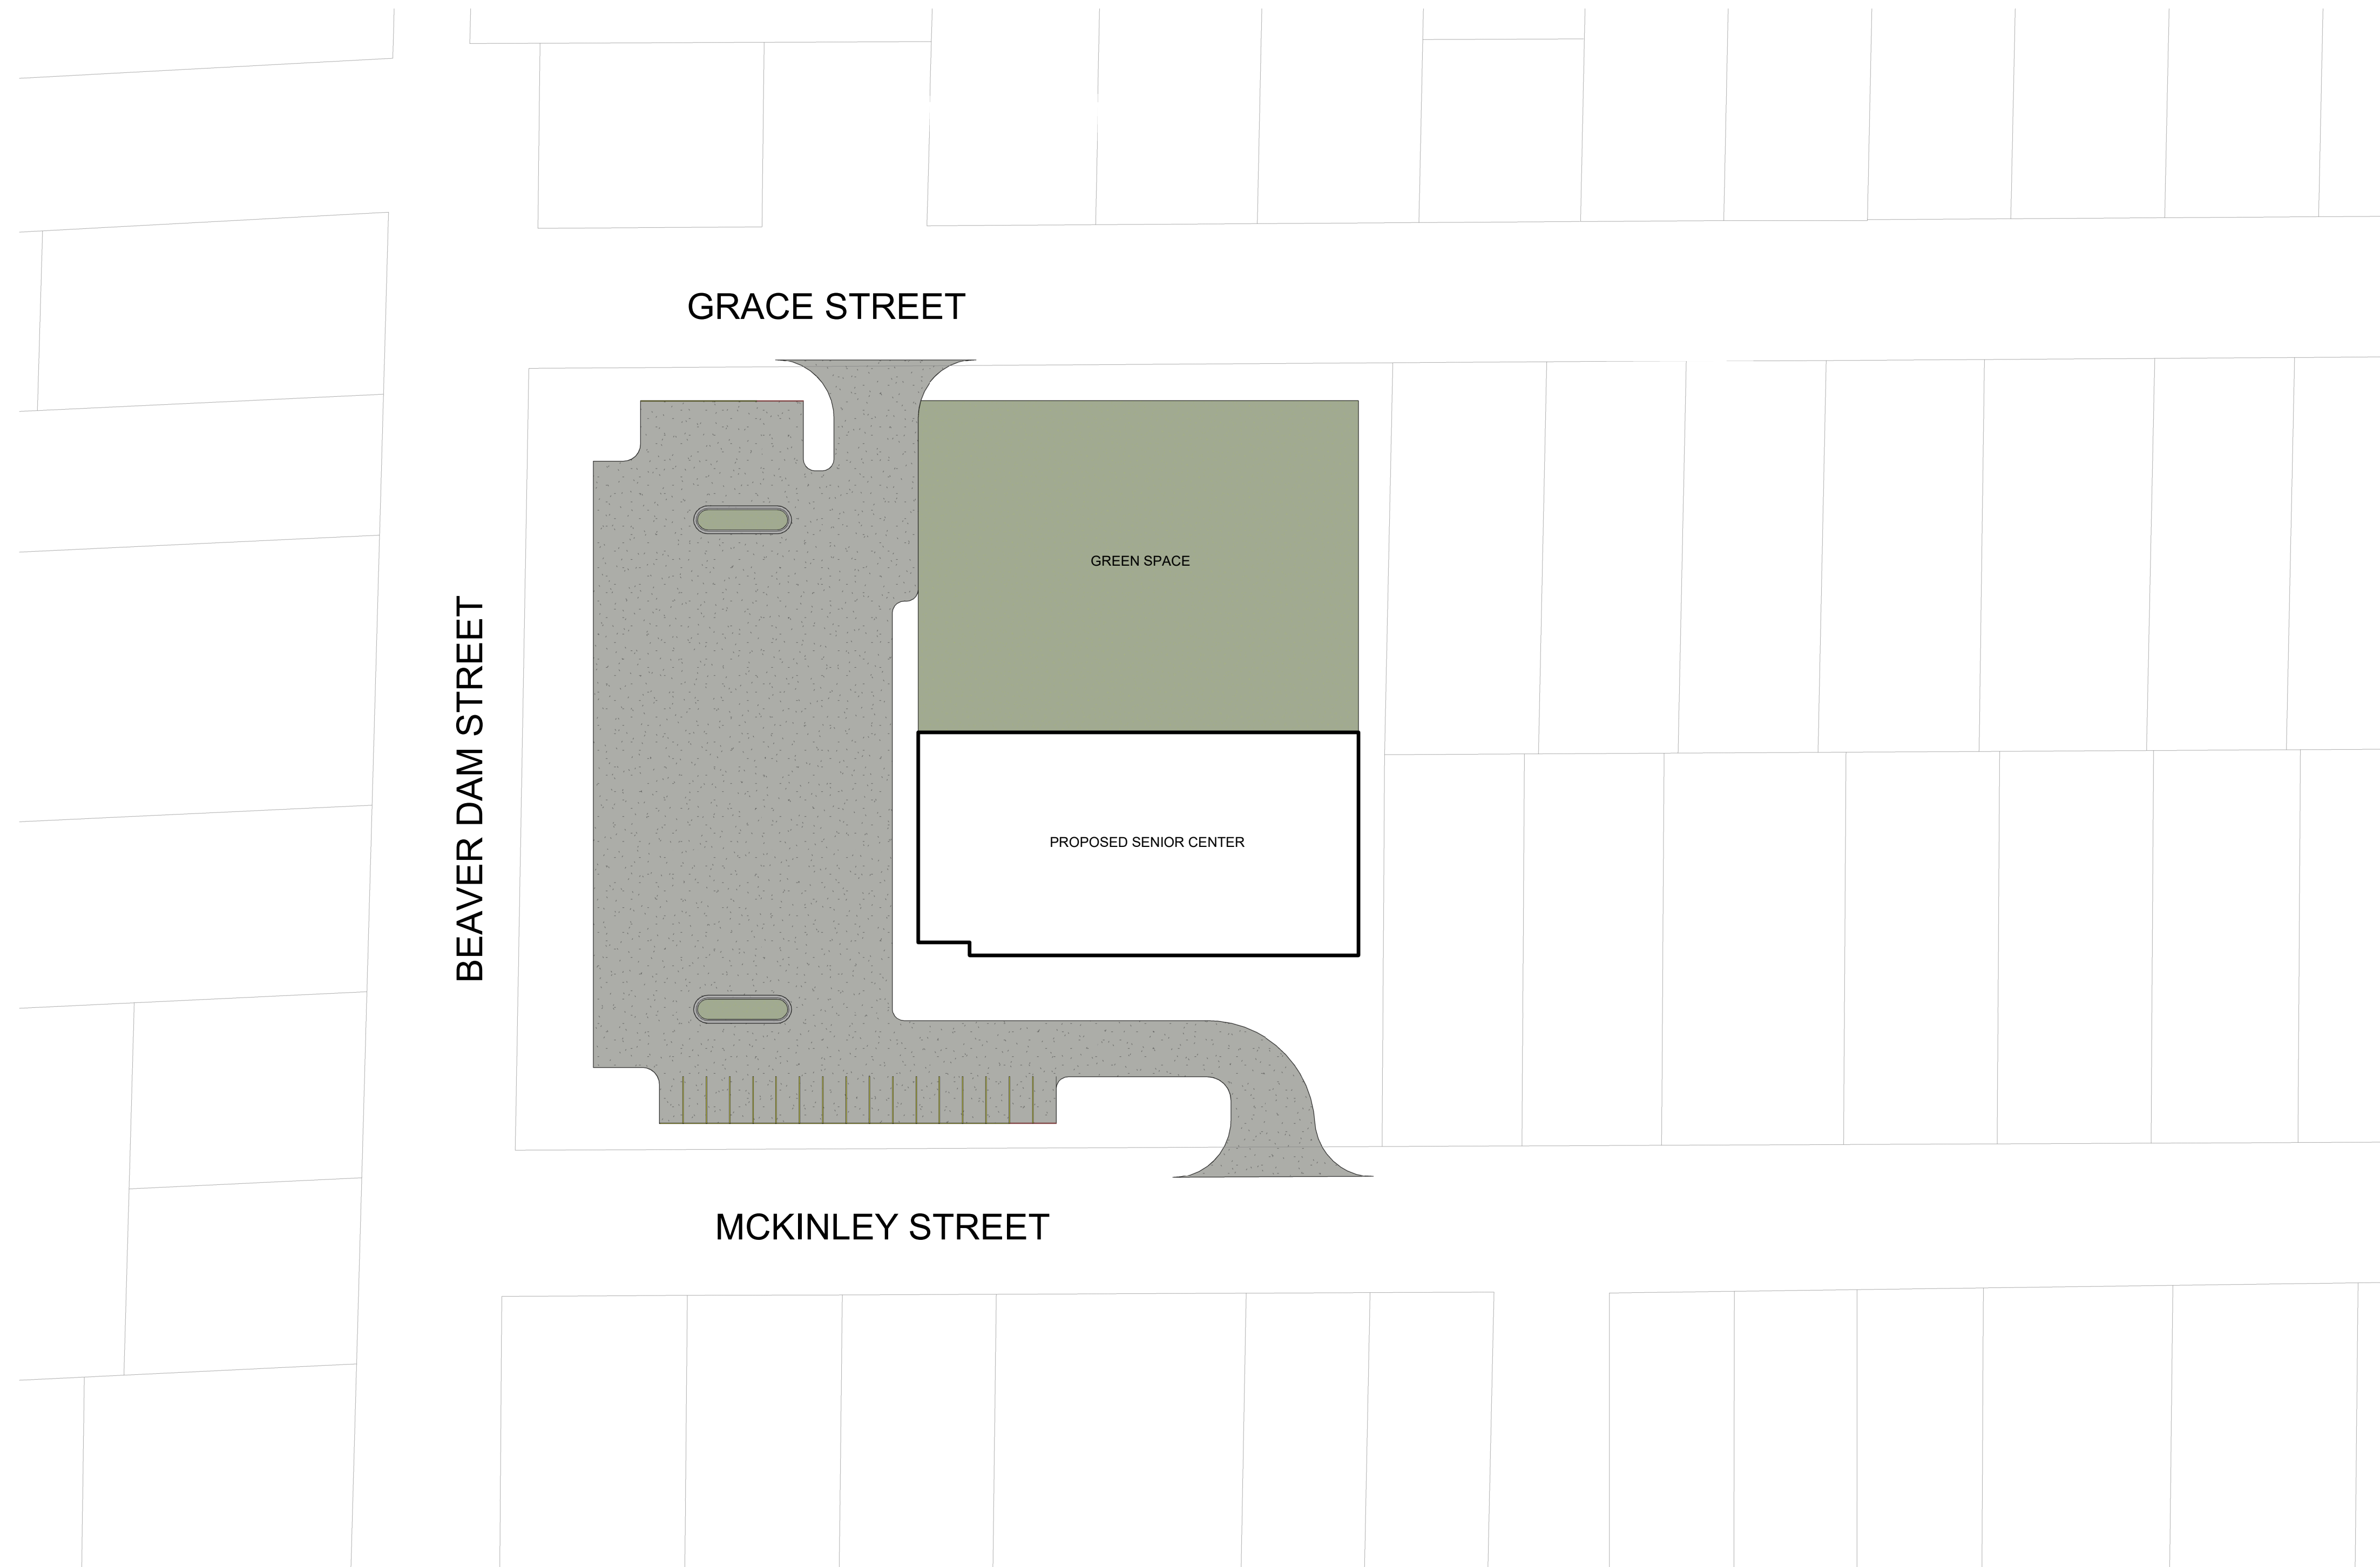 GRACE STREET
GREEN SPACE
BEAVER DAM STREET
PROPOSED SENIOR CENTER
MCKINLEY STREET